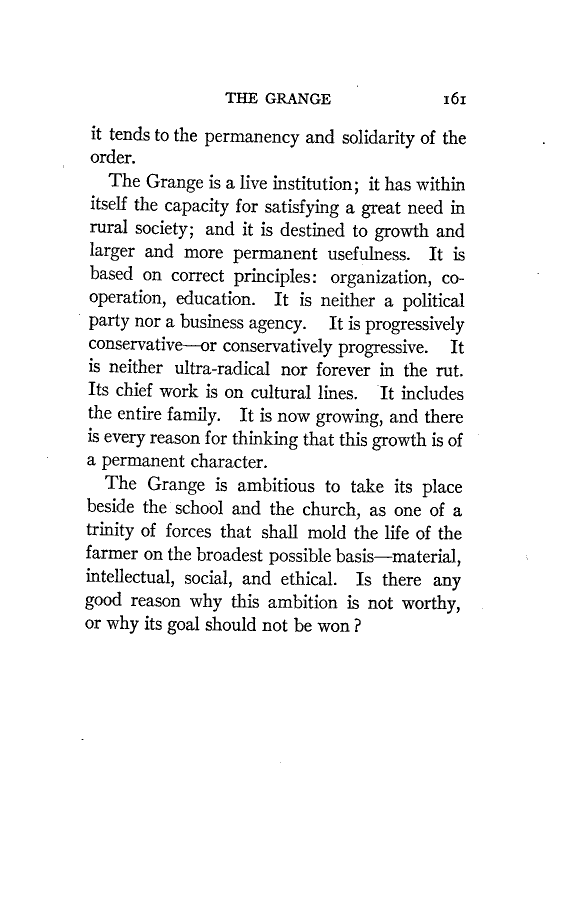 THE GRANGE 161
it tends to the permanency and solidarity of the
order.
The Grange is a live institution; it has within
itself the capacity for satisfying a great need in
rural society; and it is destined to growth and
larger and more permanent usefulness. It is
based on correct principles: organization, co-
operation, education. It is neither a political
party nor a business agency. It is progressively
conservative—or conservatively progressive. It
is neither ultra-radical nor forever in the rut.
Its chief work is on cultural lines. It includes
the entire family. It is now growing, and there
is every reason for thinking that this growth is of
a permanent character.
The Grange is ambitious to take its place
beside the school and the church, as one of a
trinity of forces that shall mold the life of the
farmer on the broadest possible basis—material,
intellectual, social, and ethical. Is there any
good reason why this ambition is not worthy,
or why its goal should not be won?